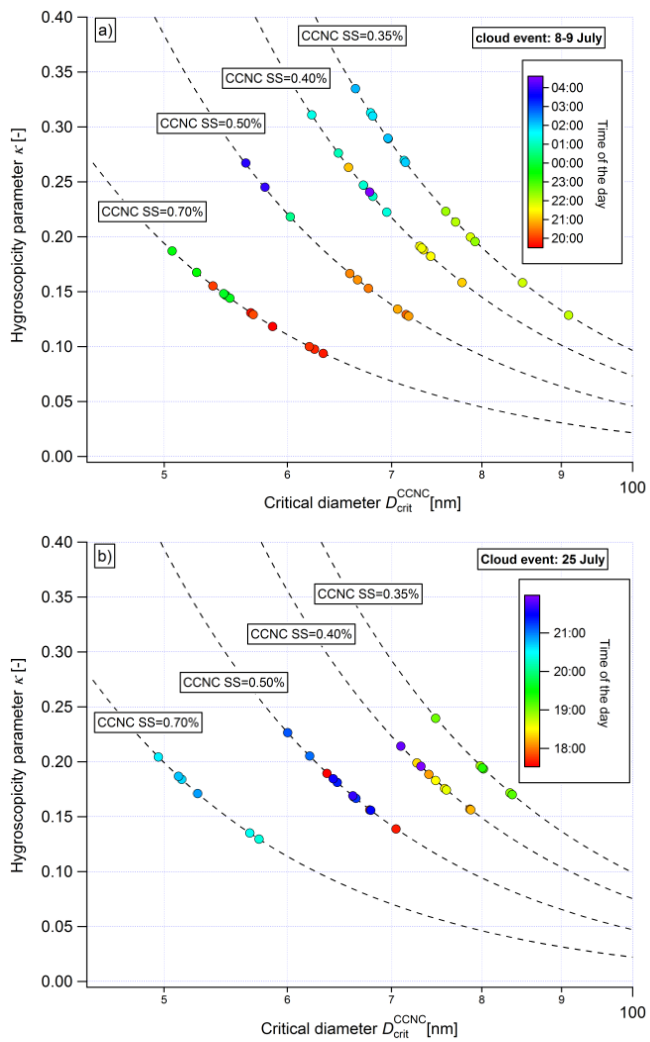 a)
CCNC SS=0.35%
cloud event: 8-9 July
CCNC SS=0.40%
CCNC SS=0.50%
CCNC SS=0.70%
04:00
03:00
02:00
01:00
00:00
23:00
22:00
21:00
20:00
Time of the day
0.40
0.35
0.30
0.25
0.20
0.15
0.10
0.05
0.00
Hygroscopicity parameter κ [-]
5
6
7
8
9
100
Critical diameter D_crit^CCNC [nm]
b)
Cloud event: 25 July
CCNC SS=0.35%
CCNC SS=0.40%
CCNC SS=0.50%
CCNC SS=0.70%
21:00
20:00
19:00
18:00
Time of the day
0.40
0.35
0.30
0.25
0.20
0.15
0.10
0.05
0.00
Hygroscopicity parameter κ [-]
5
6
7
8
9
100
Critical diameter D_crit^CCNC [nm]